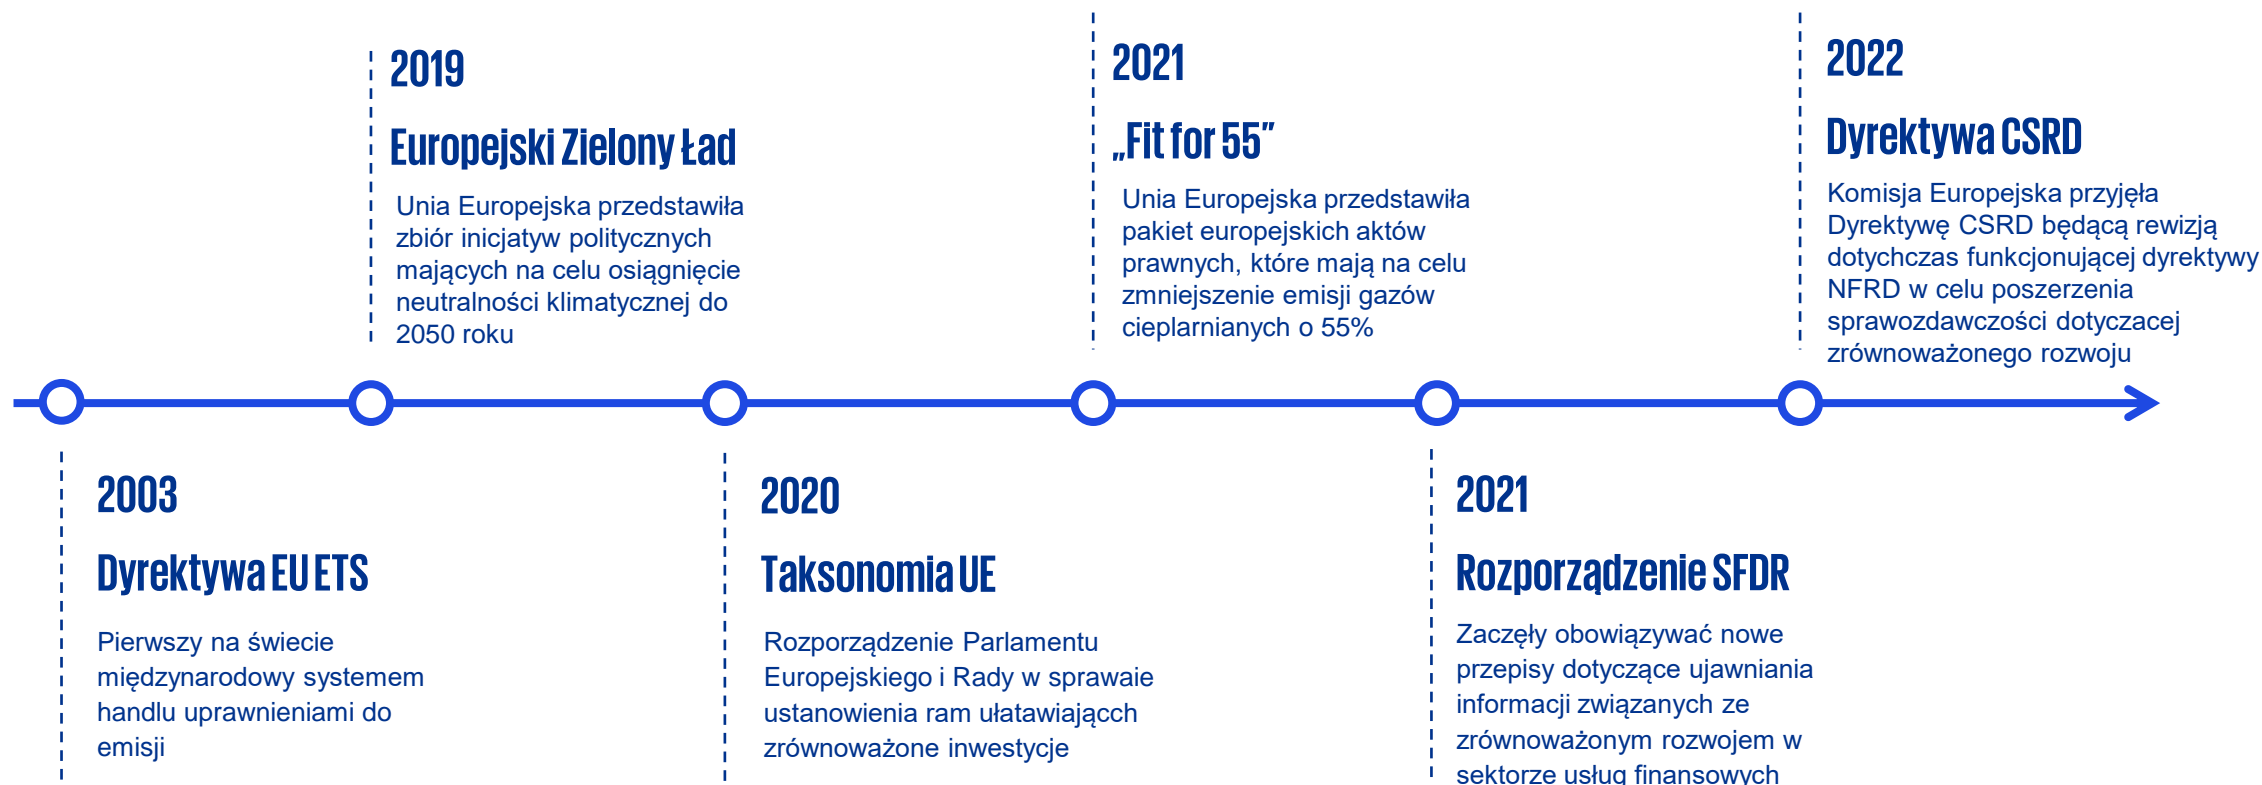 2019
Europejski Zielony Ład
Unia Europejska przedstawiła
zbiór inicjatyw politycznych
mających na celu osiągnięcie
neutralności klimatycznej do
2050 roku
2021
„Fit for 55”
Unia Europejska przedstawiła
pakiet europejskich aktów
prawnych, które mają na celu
zmniejszenie emisji gazów
cieplarnianych o 55%
2022
Dyrektywa CSRD
Komisja Europejska przyjęła
Dyrektywę CSRD będącą rewizją
dotychczas funkcjonującej dyrektywy
NFRD w celu poszerzenia
sprawozdawczości dotyczacej
zrównoważonego rozwoju
2003
Dyrektywa EU ETS
Pierwszy na świecie
międzynarodowy systemem
handlu uprawnieniami do
emisji
2020
Taksonomia UE
Rozporządzenie Parlamentu
Europejskiego i Rady w sprawaie
ustanowienia ram ułatawiającch
zrównoważone inwestycje
2021
Rozporządzenie SFDR
Zaczęły obowiązywać nowe
przepisy dotyczące ujawniania
informacji związanych ze
zrównoważonym rozwojem w
sektorze usług finansowych